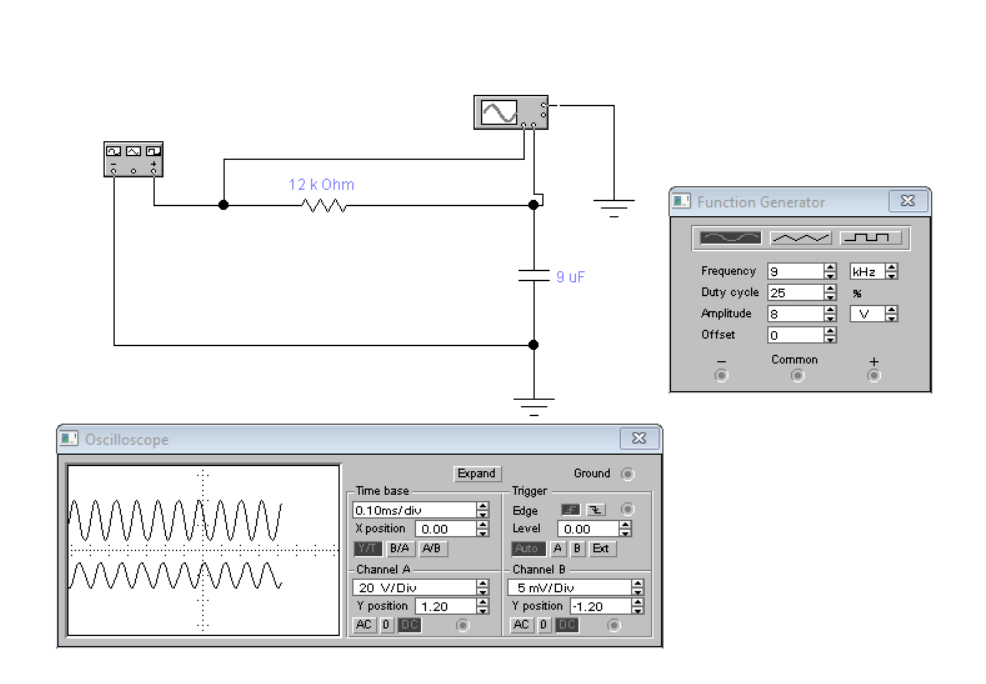 12 k Ohm
9 uF
Function Generator
Frequency 9 kHz
Duty cycle 25 %
Amplitude 8 V
Offset 0
− Common +
Oscilloscope
Expand Ground
Time base
0.10ms/div
X position 0.00
Y/T B/A A/B
Trigger
Edge
Level 0.00
Auto A B Ext
Channel A
20 V/Div
Y position 1.20
AC 0 DC
Channel B
5 mV/Div
Y position -1.20
AC 0 DC